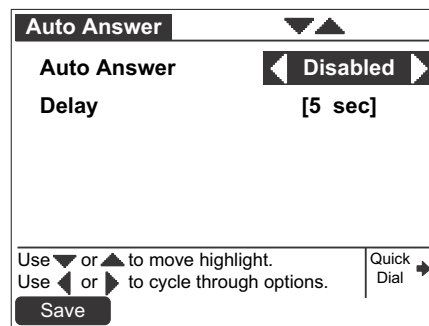 Auto Answer
Auto Answer Disabled
Delay [5 sec]
Use or to move highlight.
Use or to cycle through options.
Quick
Dial
Save